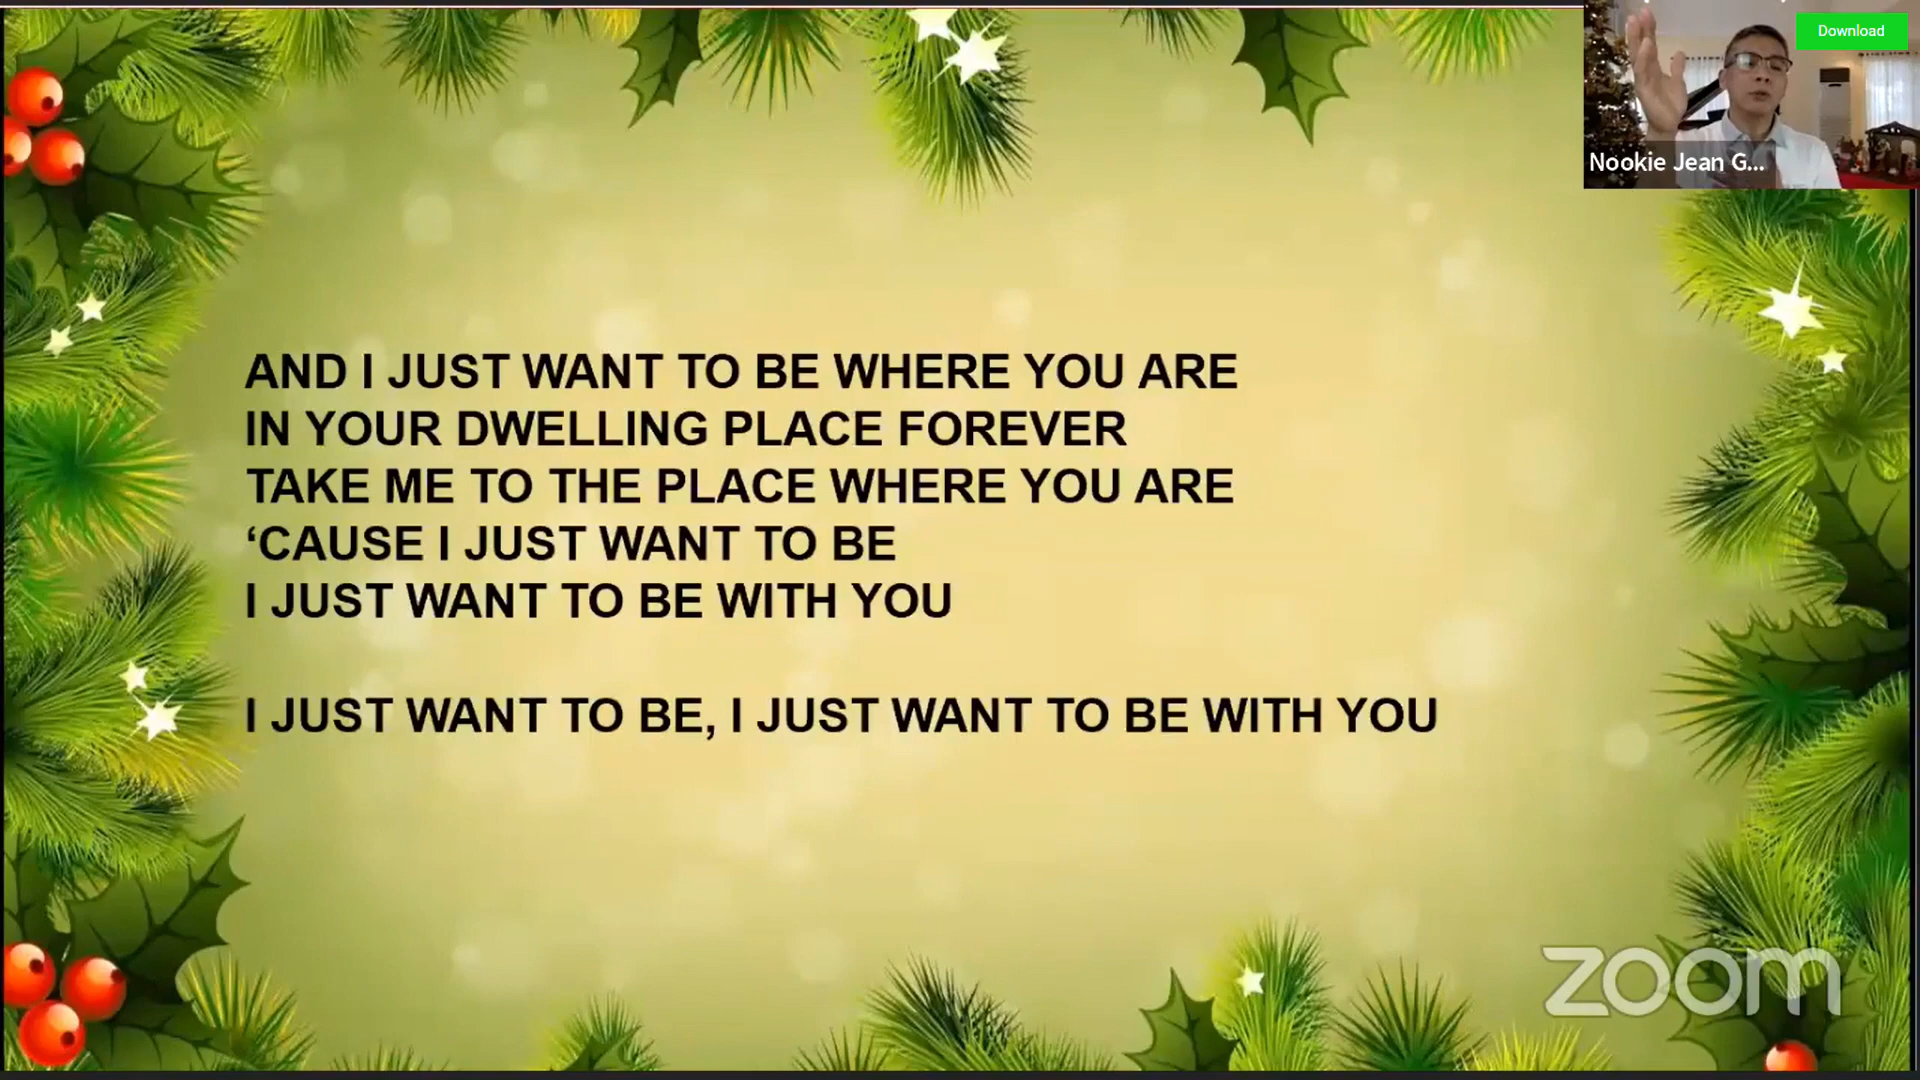 Download
Nookie Jean G...
AND I JUST WANT TO BE WHERE YOU ARE
IN YOUR DWELLING PLACE FOREVER
TAKE ME TO THE PLACE WHERE YOU ARE
‘CAUSE I JUST WANT TO BE
I JUST WANT TO BE WITH YOU
I JUST WANT TO BE, I JUST WANT TO BE WITH YOU
zoom